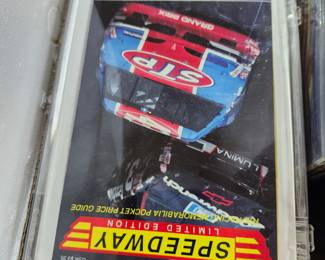 SPEEDWAY
LIMITED EDITION
RACING MEMORABILIA POCKET PRICE GUIDE
LUMINA
STP
GRAND PRIX